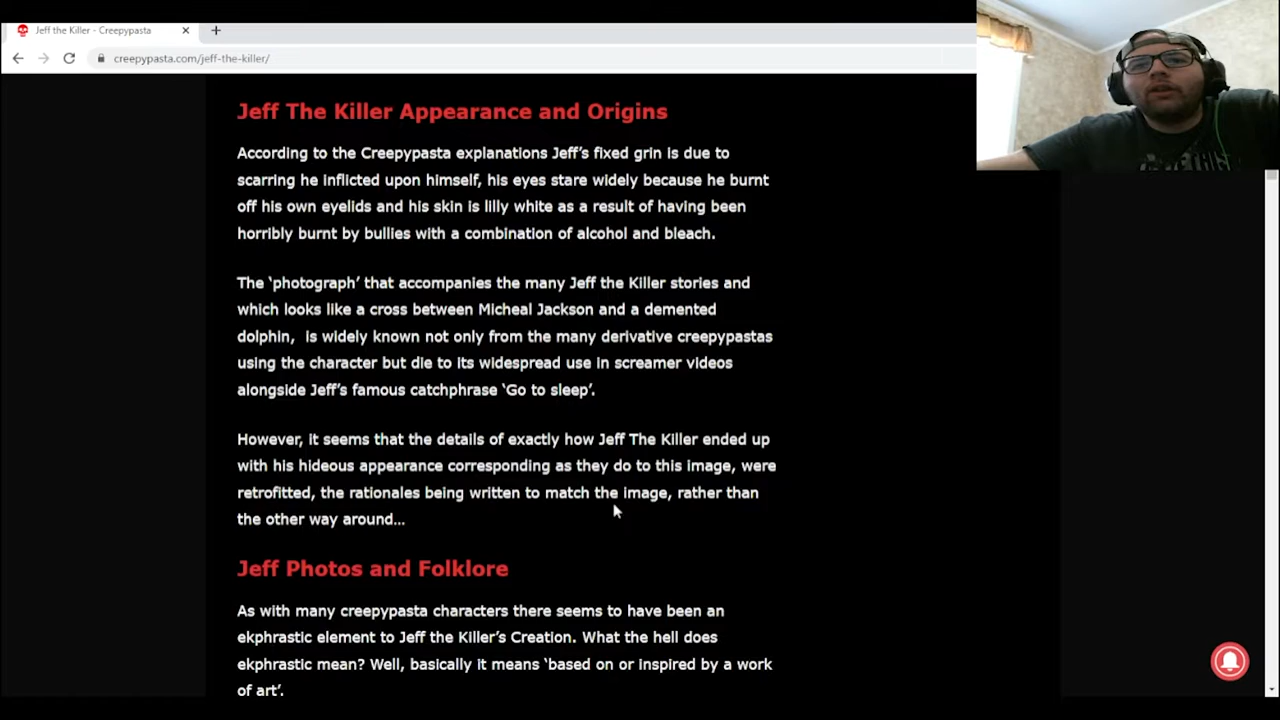 Jeff the Killer - Creepypasta
creepypasta.com/jeff-the-killer/
Jeff The Killer Appearance and Origins
According to the Creepypasta explanations Jeff's fixed grin is due to
scarring he inflicted upon himself, his eyes stare widely because he burnt
off his own eyelids and his skin is lilly white as a result of having been
horribly burnt by bullies with a combination of alcohol and bleach.
The 'photograph' that accompanies the many Jeff the Killer stories and
which looks like a cross between Micheal Jackson and a demented
dolphin,  is widely known not only from the many derivative creepypastas
using the character but die to its widespread use in screamer videos
alongside Jeff's famous catchphrase 'Go to sleep'.
However, it seems that the details of exactly how Jeff The Killer ended up
with his hideous appearance corresponding as they do to this image, were
retrofitted, the rationales being written to match the image, rather than
the other way around...
Jeff Photos and Folklore
As with many creepypasta characters there seems to have been an
ekphrastic element to Jeff the Killer's Creation. What the hell does
ekphrastic mean? Well, basically it means 'based on or inspired by a work
of art'.